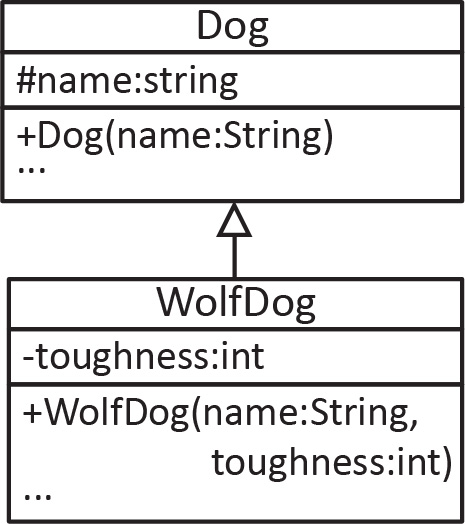 Dog
#name:string
+Dog(name:String)
...
WolfDog
-toughness:int
+WolfDog(name:String,
toughness:int)
...